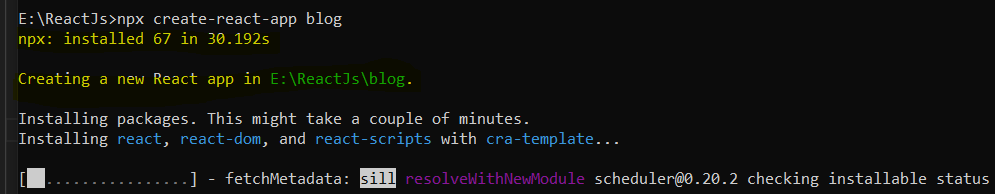 E:\ReactJs>npx create-react-app blog
npx: installed 67 in 30.192s
Creating a new React app in E:\ReactJs\blog.
Installing packages. This might take a couple of minutes.
Installing react, react-dom, and react-scripts with cra-template...
[  ................] - fetchMetadata: sill resolveWithNewModule scheduler@0.20.2 checking installable status